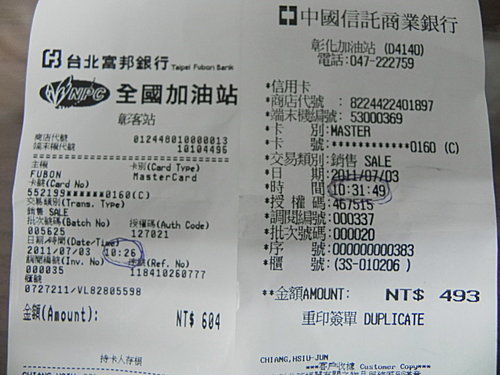 台北富邦銀行 Taipei Fubon Bank
NPC 全國加油站
彰客站
商店代號 012448010000013
端末機代號 10104496
主機 卡別(Card Type)
FUBON MasterCard
卡號(Card No)
552199******0160(C)
交易類別(Trans. Type)
銷售 SALE
批次號碼(Batch No) 授權碼(Auth Code)
005625 127021
日期/時間(Date/Time)
2011/07/03 10:26
調閱編號(Inv. No) 序號(Ref. No)
000035 118410260777
櫃號
0727211/VL82805598
金額(Amount): NT$ 604
持卡人存根
中國信託商業銀行
彰化加油站 (D4140)
電話:047-222759
*信用卡
*商店代號 : 8224422401897
*端末機編號: 53000369
*卡 別:MASTER
*卡 號:************0160 (C)
*交易類別:銷售 SALE
*日 期:2011/07/03
*時 間:10:31:49
*授 權 碼:467515
*調閱編號:000337
*批次號碼:000020
*序 號:000000000383
*櫃 號:(3S-010206 )
**金額AMOUNT: NT$ 493
重印簽單 DUPLICATE
CHIANG,HSIU-JUN
***客戶收據 Customer Copy***